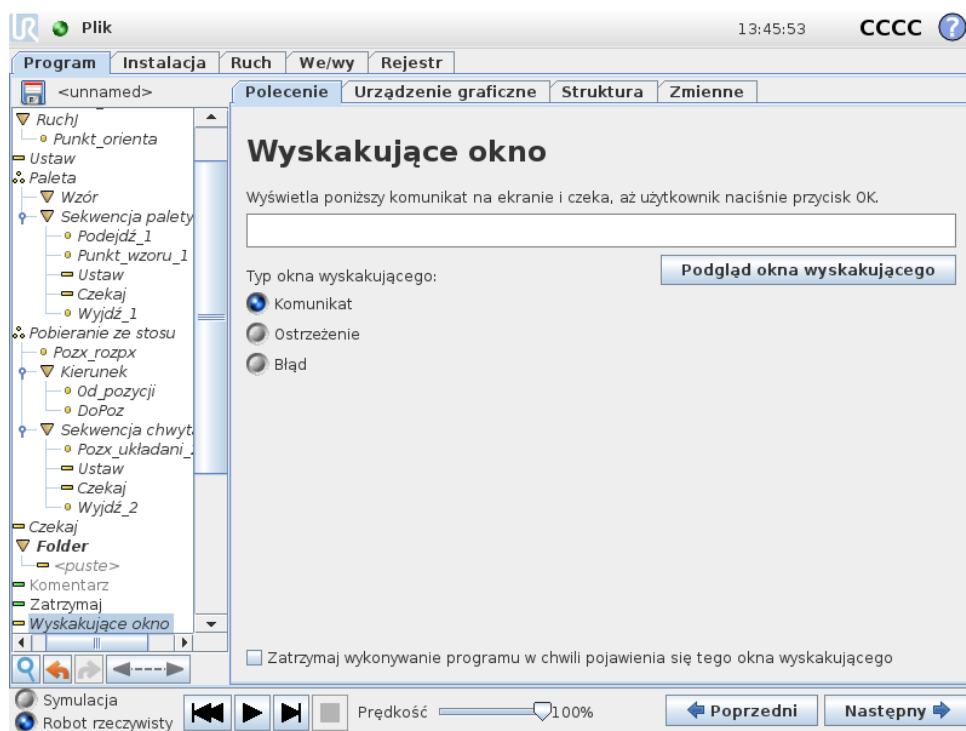 UR Plik 13:45:53 CCCC ?
Program Instalacja Ruch We/wy Rejestr
<unnamed>
Polecenie Urządzenie graficzne Struktura Zmienne
RuchJ
Punkt_orienta
Ustaw
Paleta
Wzór
Sekwencja palety
Podejdź_1
Punkt_wzoru_1
Ustaw
Czekaj
Wyjdź_1
Pobieranie ze stosu
Pozx_rozpx
Kierunek
Od_pozycji
DoPoz
Sekwencja chwyt
Pozx_układani_
Ustaw
Czekaj
Wyjdź_2
Czekaj
Folder
<puste>
Komentarz
Zatrzymaj
Wyskakujące okno
Wyskakujące okno
Wyświetla poniższy komunikat na ekranie i czeka, aż użytkownik naciśnie przycisk OK.
Typ okna wyskakującego:
Podgląd okna wyskakującego
Komunikat
Ostrzeżenie
Błąd
Zatrzymaj wykonywanie programu w chwili pojawienia się tego okna wyskakującego
Symulacja
Robot rzeczywisty
Prędkość 100%
Poprzedni
Następny